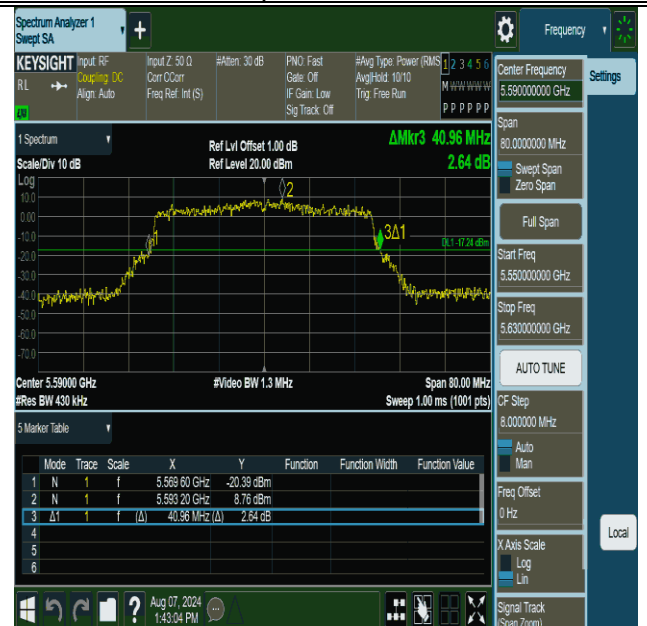 Spectrum Analyzer 1
Swept SA
Frequency
KEYSIGHT
RL
Input: RF
Coupling: DC
Align: Auto
Input Z: 50 Ω
Corr CCorr
Freq Ref: Int (S)
#Atten: 30 dB
PNO: Fast
Gate: Off
IF Gain: Low
Sig Track: Off
#Avg Type: Power (RMS
Avg|Hold: 10/10
Trig: Free Run
1 2 3 4 5 6
M W W W W W
P P P P P P
1 Spectrum
Scale/Div 10 dB
Ref Lvl Offset 1.00 dB
Ref Level 20.00 dBm
ΔMkr3 40.96 MHz
2.64 dB
Log
10.0
0.00
-10.0
-20.0
-30.0
-40.0
-50.0
-60.0
-70.0
2
1
3Δ1
DL1 -17.24 dBm
Center 5.59000 GHz
#Res BW 430 kHz
#Video BW 1.3 MHz
Span 80.00 MHz
Sweep 1.00 ms (1001 pts)
5 Marker Table
Mode Trace Scale X Y Function Function Width Function Value
1 N 1 f 5.569 60 GHz -20.39 dBm
2 N 1 f 5.593 20 GHz 8.76 dBm
3 Δ1 1 f (Δ) 40.96 MHz (Δ) 2.64 dB
4
5
6
Aug 07, 2024
1:43:04 PM
?
Center Frequency
5.590000000 GHz
Settings
Span
80.0000000 MHz
Swept Span
Zero Span
Full Span
Start Freq
5.550000000 GHz
Stop Freq
5.630000000 GHz
AUTO TUNE
CF Step
8.000000 MHz
Auto
Man
Freq Offset
0 Hz
Local
X Axis Scale
Log
Lin
Signal Track
(Span Zoom)